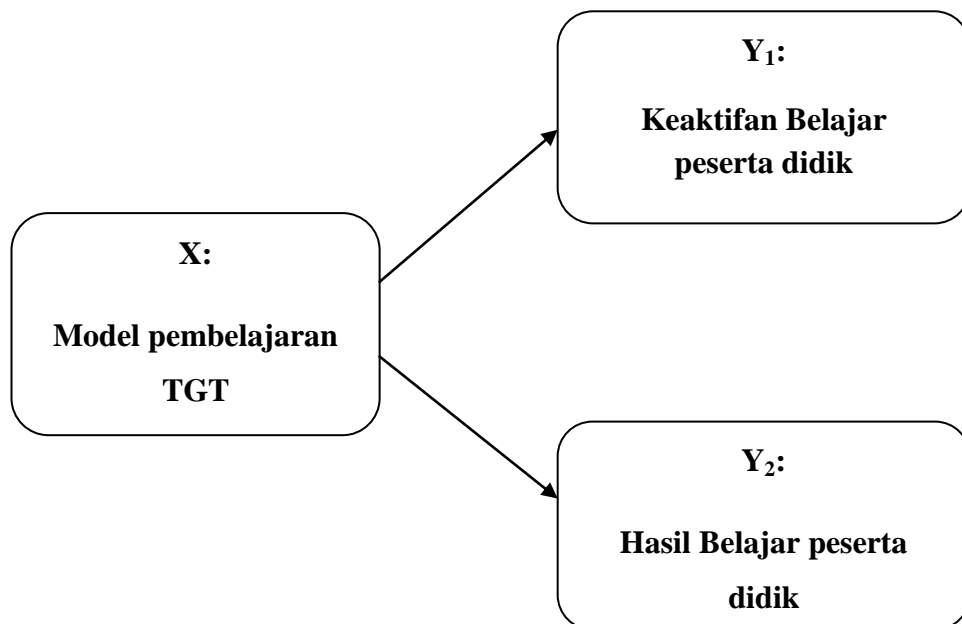 Y₁:
Keaktifan Belajar
peserta didik
X:
Model pembelajaran
TGT
Y₂:
Hasil Belajar peserta
didik